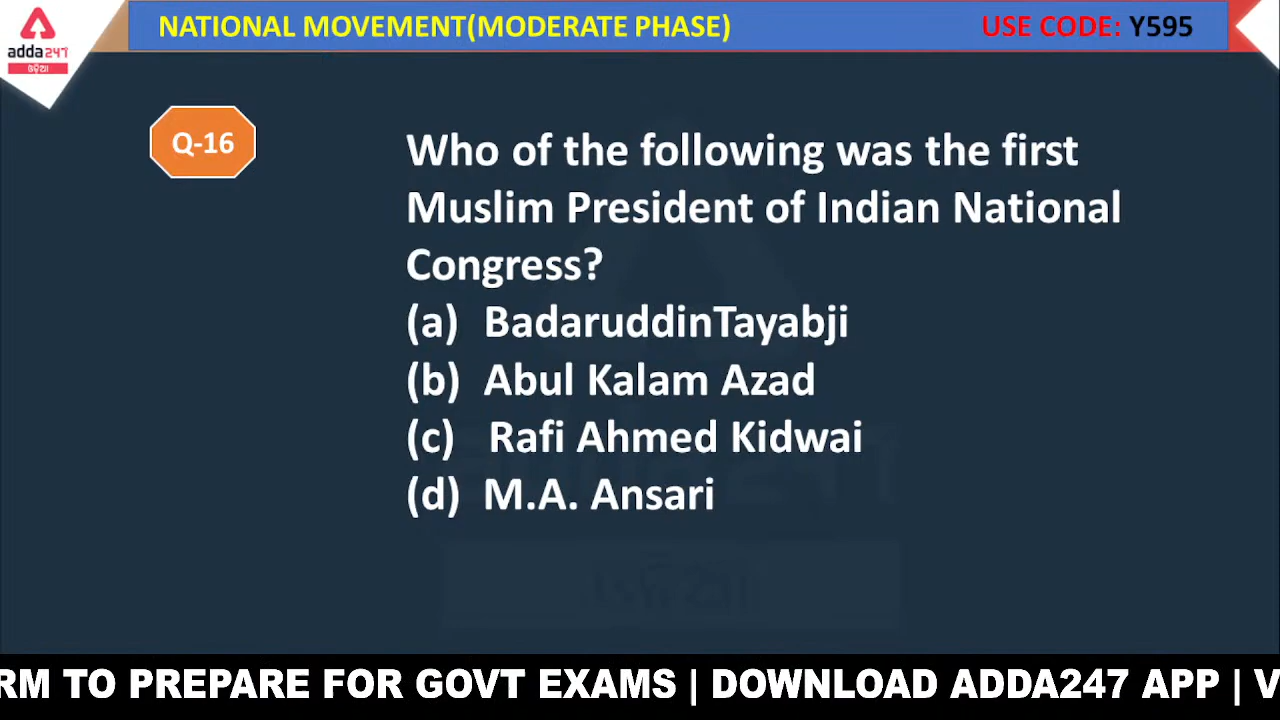 NATIONAL MOVEMENT(MODERATE PHASE)
USE CODE: Y595
adda247
ଓଡ଼ିଆ
Q-16
Who of the following was the first
Muslim President of Indian National
Congress?
(a) BadaruddinTayabji
(b) Abul Kalam Azad
(c) Rafi Ahmed Kidwai
(d) M.A. Ansari
RM TO PREPARE FOR GOVT EXAMS | DOWNLOAD ADDA247 APP | V